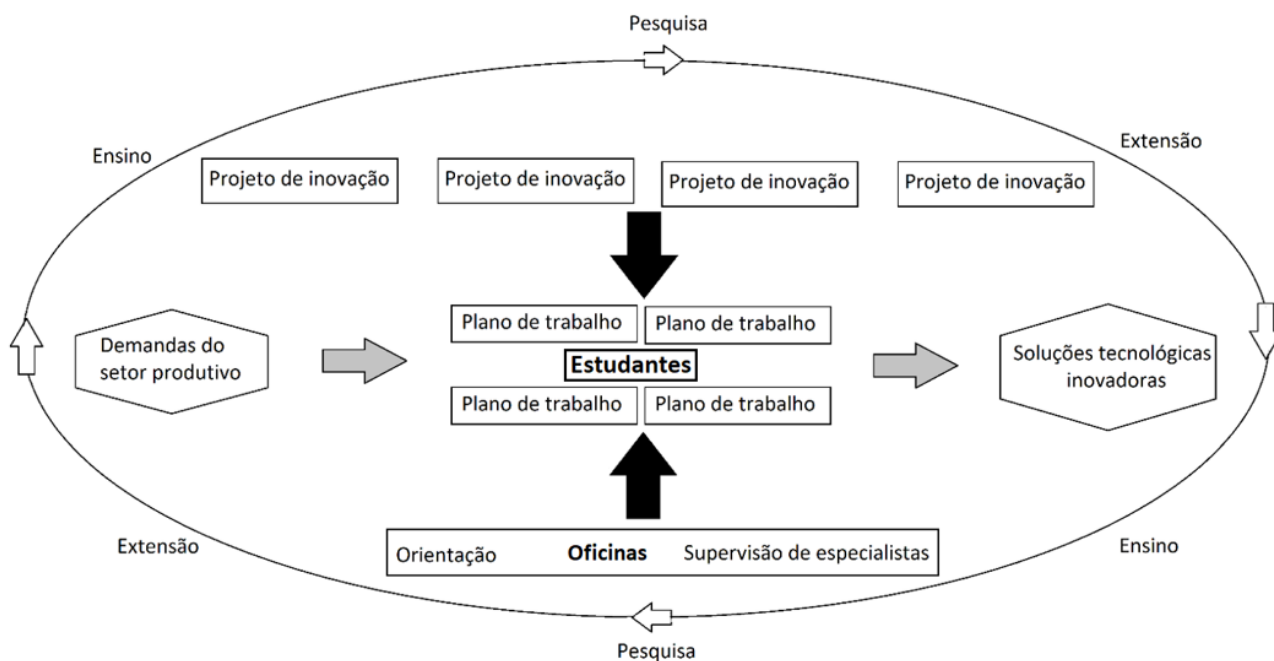 Pesquisa
Ensino
Extensão
Projeto de inovação
Projeto de inovação
Projeto de inovação
Projeto de inovação
Demandas do
setor produtivo
Plano de trabalho
Plano de trabalho
Estudantes
Plano de trabalho
Plano de trabalho
Soluções tecnológicas
inovadoras
Extensão
Orientação Oficinas Supervisão de especialistas
Ensino
Pesquisa